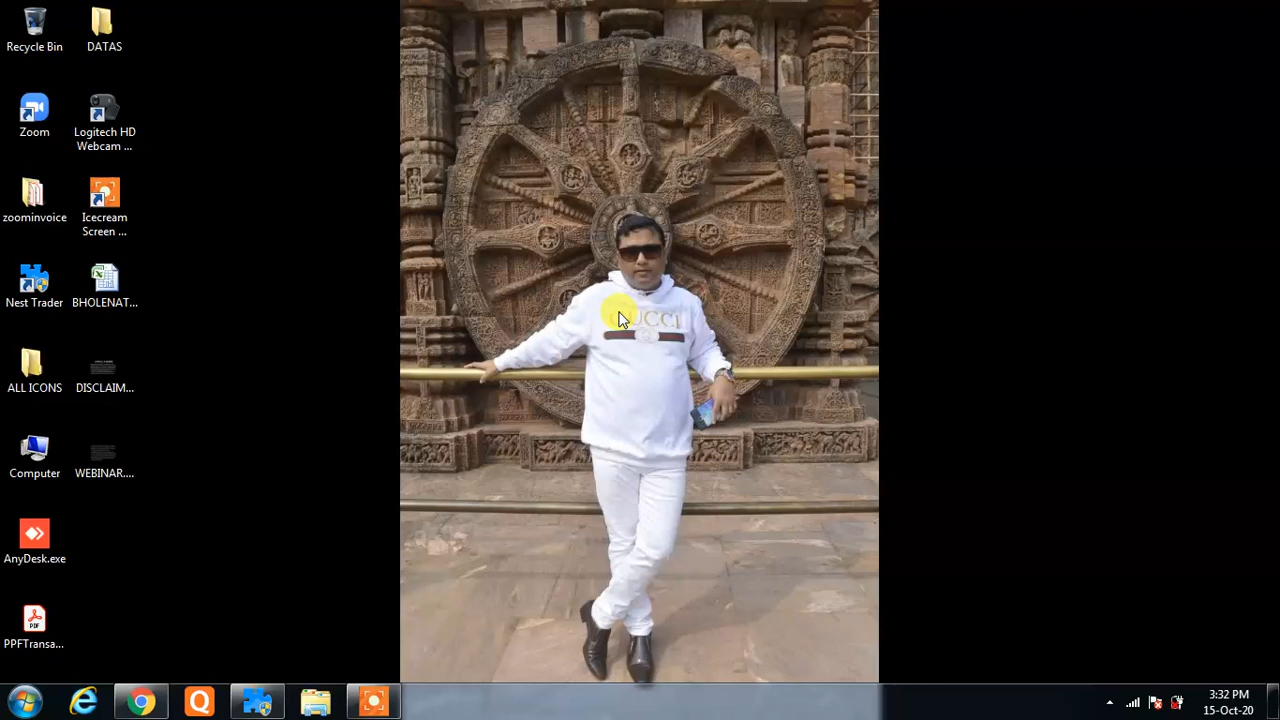 Recycle Bin
DATAS
Zoom
Logitech HD
Webcam ...
zoominvoice
Icecream
Screen ...
Nest Trader
BHOLENAT...
ALL ICONS
DISCLAIM...
Computer
WEBINAR....
AnyDesk.exe
PPFTransa...
GUCCI
3:32 PM
15-Oct-20